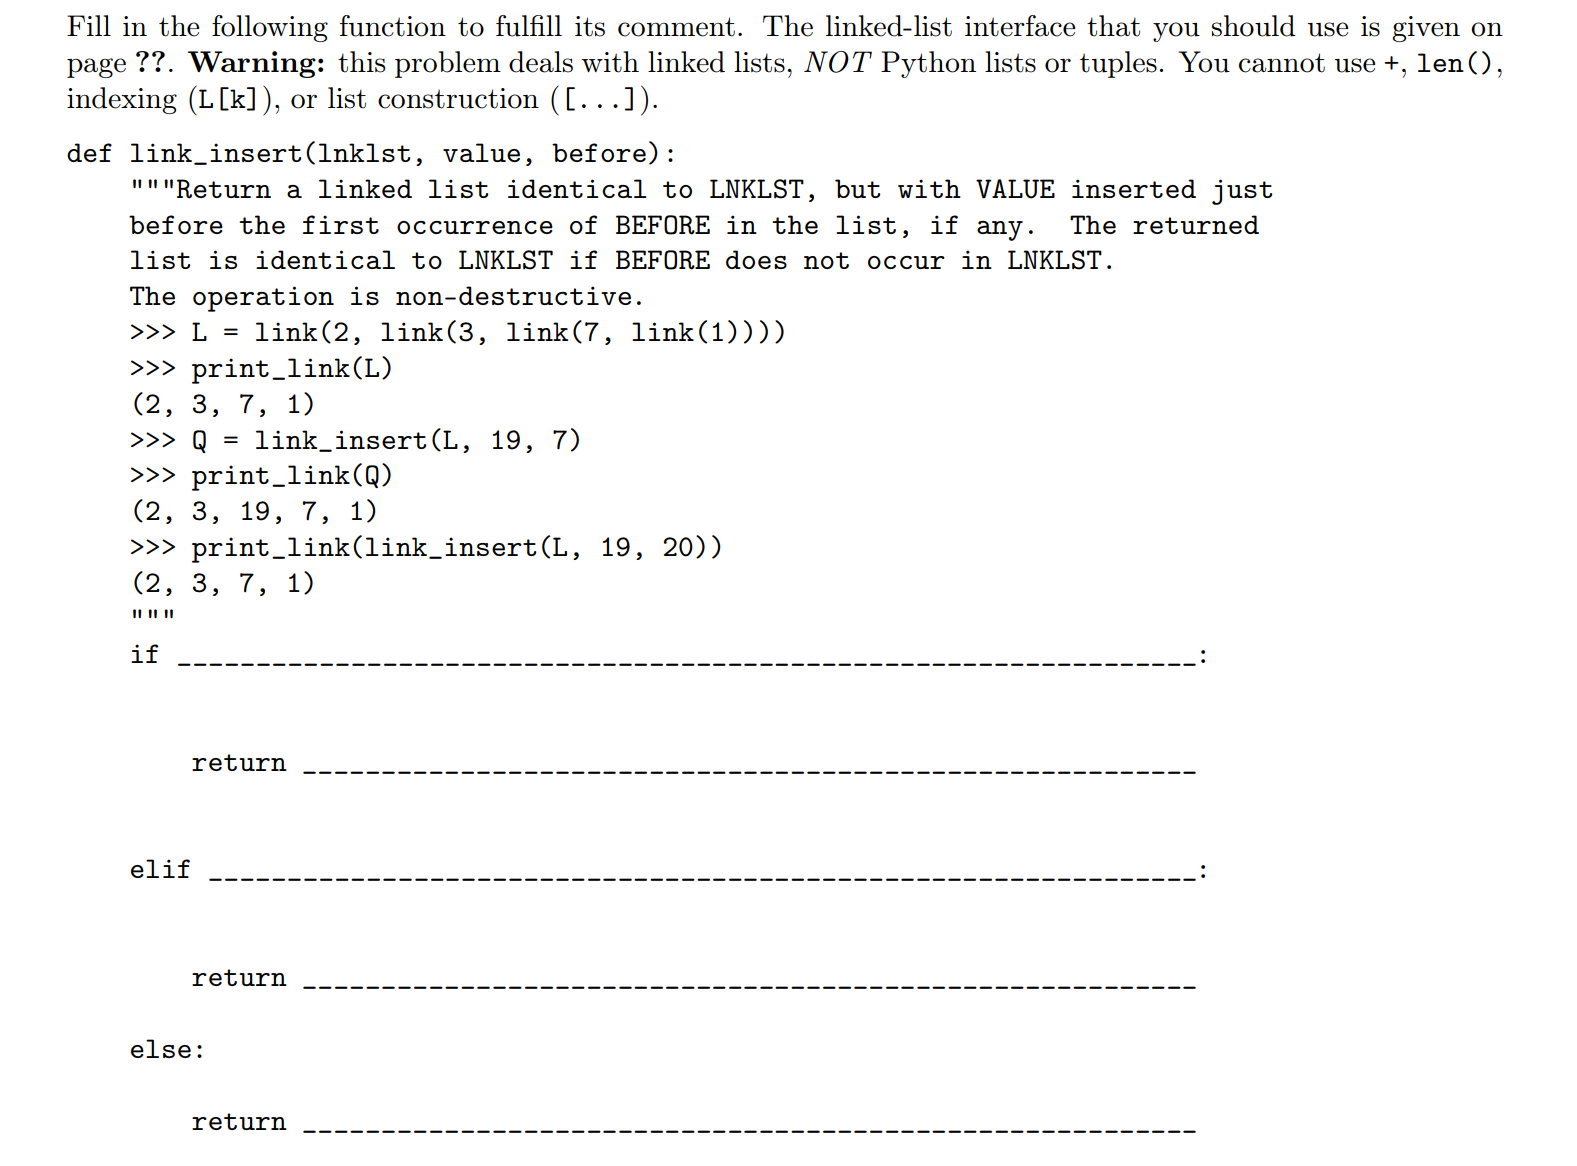 Fill in the following function to fulfill its comment. The linked-list interface that you should use is given on
page ??. Warning: this problem deals with linked lists, NOT Python lists or tuples. You cannot use +, len(),
indexing (L[k]), or list construction ([...]).
def link_insert(lnklst, value, before):
"""Return a linked list identical to LNKLST, but with VALUE inserted just
before the first occurrence of BEFORE in the list, if any. The returned
list is identical to LNKLST if BEFORE does not occur in LNKLST.
The operation is non-destructive.
>>> L = link(2, link(3, link(7, link(1))))
>>> print_link(L)
(2, 3, 7, 1)
>>> Q = link_insert(L, 19, 7)
>>> print_link(Q)
(2, 3, 19, 7, 1)
>>> print_link(link_insert(L, 19, 20))
(2, 3, 7, 1)
"""
if _________________________________________________________________:
return _________________________________________________________
elif _______________________________________________________________:
return _________________________________________________________
else:
return _________________________________________________________